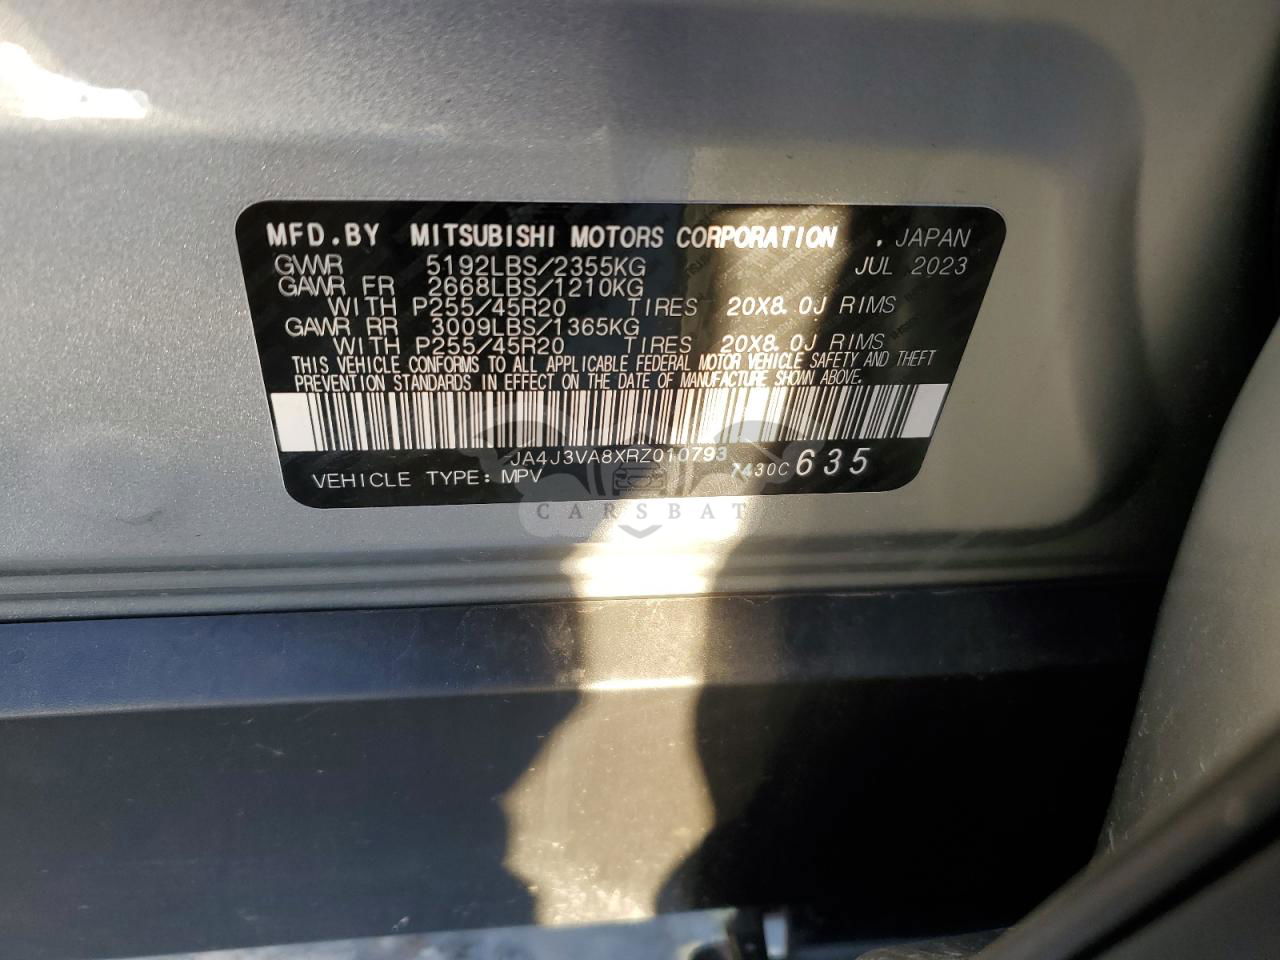 MFD.BY MITSUBISHI MOTORS CORPORATION , JAPAN
GVWR 5192LBS/2355KG JUL 2023
GAWR FR 2668LBS/1210KG
WITH P255/45R20 TIRES 20X8.0J RIMS
GAWR RR 3009LBS/1365KG
WITH P255/45R20 TIRES 20X8.0J RIMS
THIS VEHICLE CONFORMS TO ALL APPLICABLE FEDERAL MOTOR VEHICLE SAFETY AND THEFT
PREVENTION STANDARDS IN EFFECT ON THE DATE OF MANUFACTURE SHOWN ABOVE.
JA4J3VA8XRZ010793
VEHICLE TYPE: MPV 7430C 635
CARSBAT